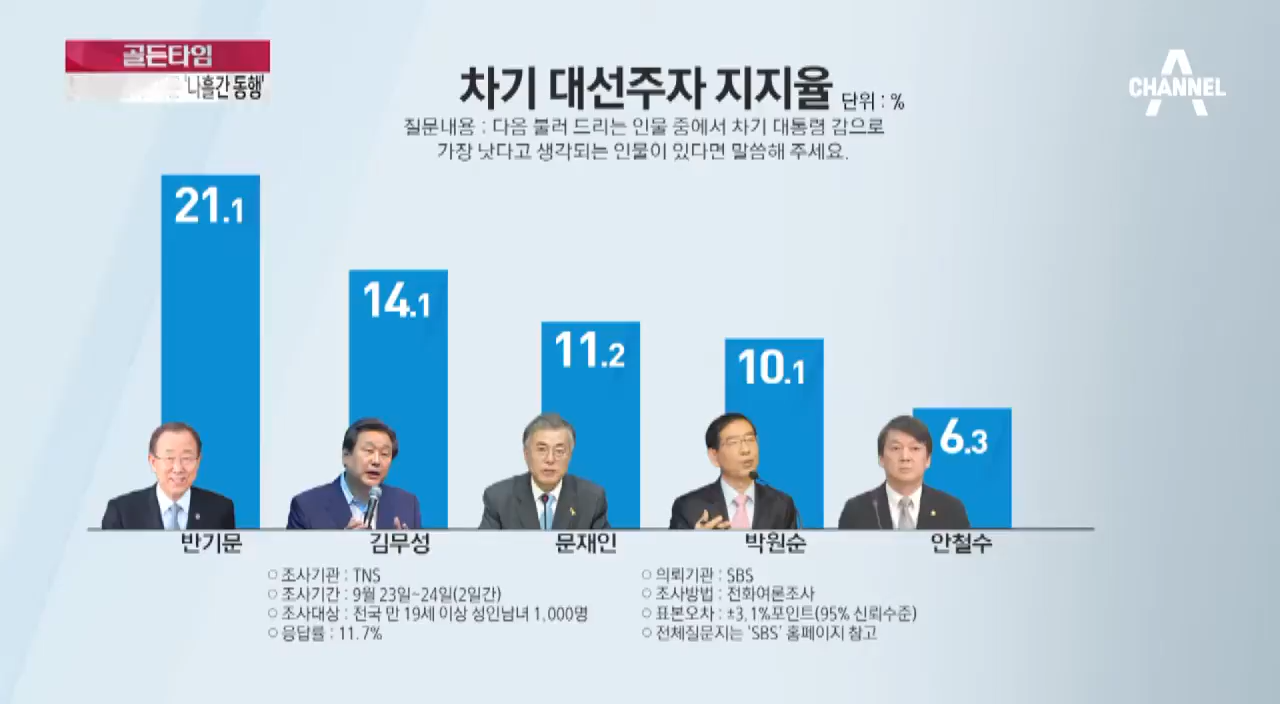 골든타임
'나흘간 동행'
CHANNEL A
차기 대선주자 지지율 단위 : %
질문내용 : 다음 불러 드리는 인물 중에서 차기 대통령 감으로
가장 낫다고 생각되는 인물이 있다면 말씀해 주세요.
21.1
14.1
11.2
10.1
6.3
반기문
김무성
문재인
박원순
안철수
○ 조사기관 : TNS
○ 조사기간 : 9월 23일~24일(2일간)
○ 조사대상 : 전국 만 19세 이상 성인남녀 1,000명
○ 응답률 : 11.7%
○ 의뢰기관 : SBS
○ 조사방법 : 전화여론조사
○ 표본오차 : ±3.1%포인트(95% 신뢰수준)
○ 전체질문지는 'SBS' 홈페이지 참고